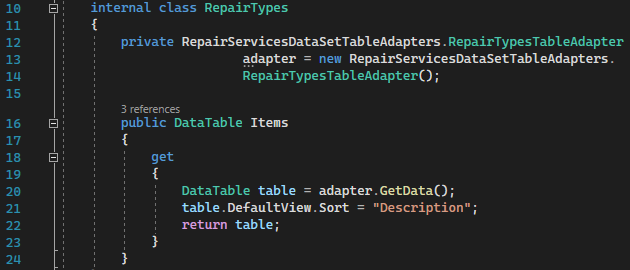 10 internal class RepairTypes
11 {
12 private RepairServicesDataSetTableAdapters.RepairTypesTableAdapter
13 adapter = new RepairServicesDataSetTableAdapters.
14 RepairTypesTableAdapter();
15
3 references
16 public DataTable Items
17 {
18 get
19 {
20 DataTable table = adapter.GetData();
21 table.DefaultView.Sort = "Description";
22 return table;
23 }
24 }